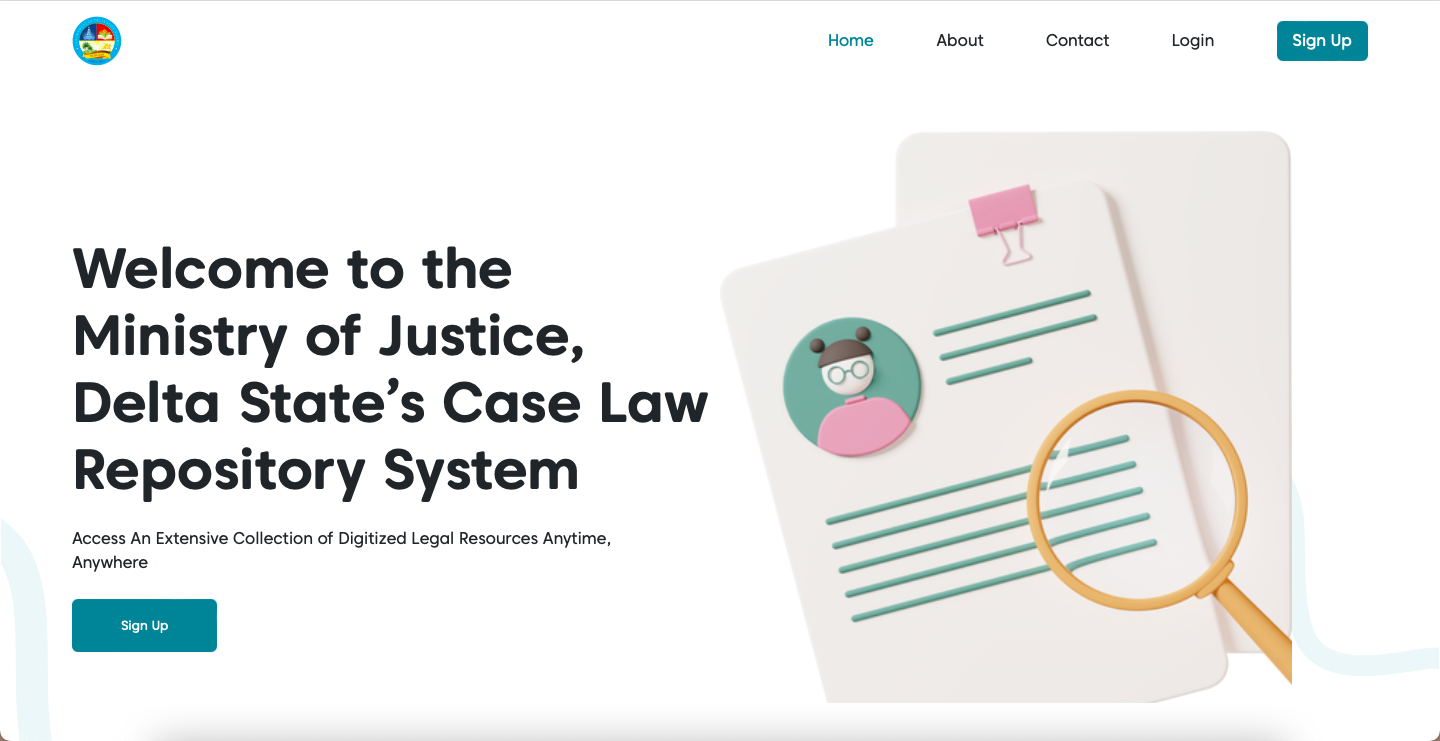 Home
About
Contact
Login
Sign Up
Welcome to the
Ministry of Justice,
Delta State’s Case Law
Repository System
Access An Extensive Collection of Digitized Legal Resources Anytime,
Anywhere
Sign Up